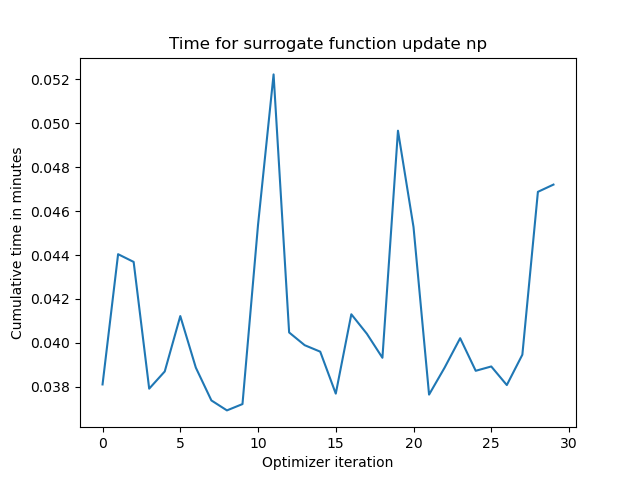 Time for surrogate function update np
Cumulative time in minutes
0.052
0.050
0.048
0.046
0.044
0.042
0.040
0.038
0 5 10 15 20 25 30
Optimizer iteration